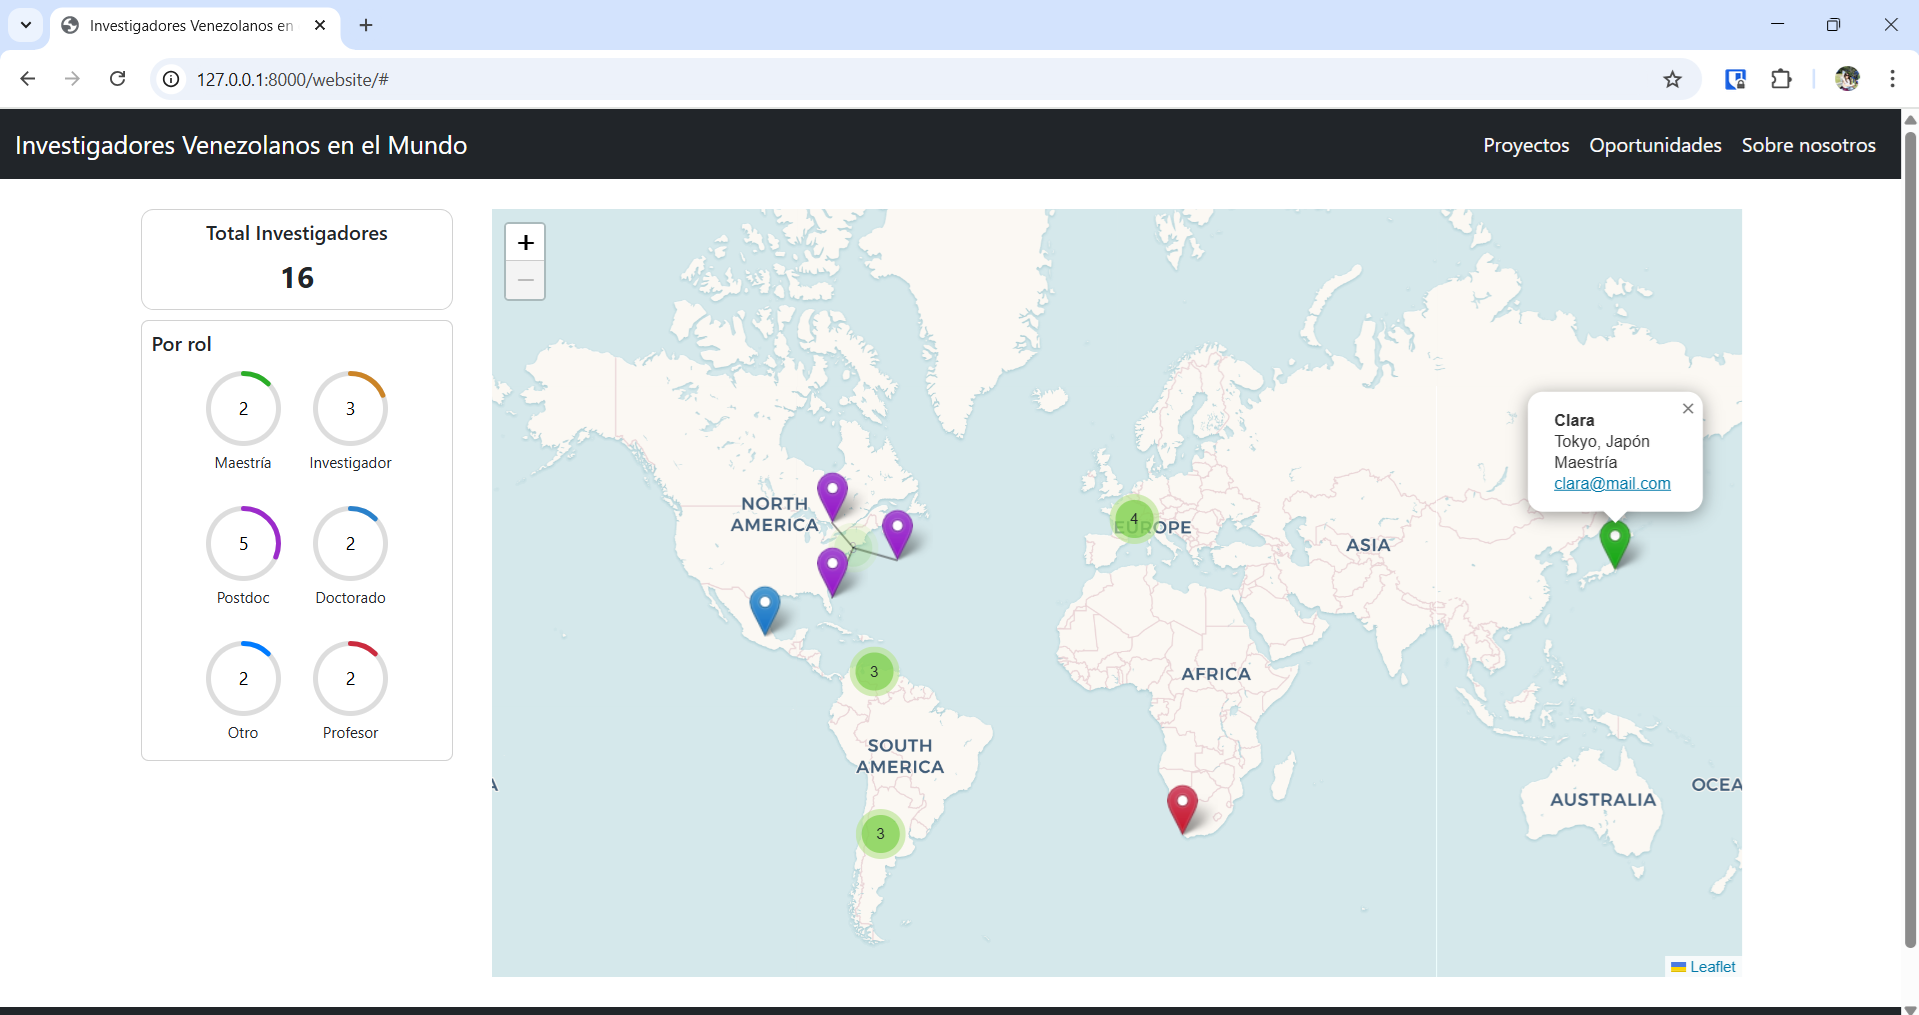 Investigadores Venezolanos en
127.0.0.1:8000/website/#
Investigadores Venezolanos en el Mundo
Proyectos
Oportunidades
Sobre nosotros
Total Investigadores
16
Por rol
2
3
Maestría
Investigador
5
2
Postdoc
Doctorado
2
2
Otro
Profesor
+
−
NORTH
AMERICA
3
SOUTH
AMERICA
3
4
EUROPE
AFRICA
ASIA
Clara
Tokyo, Japón
Maestría
clara@mail.com
×
AUSTRALIA
OCEA
A
Leaflet